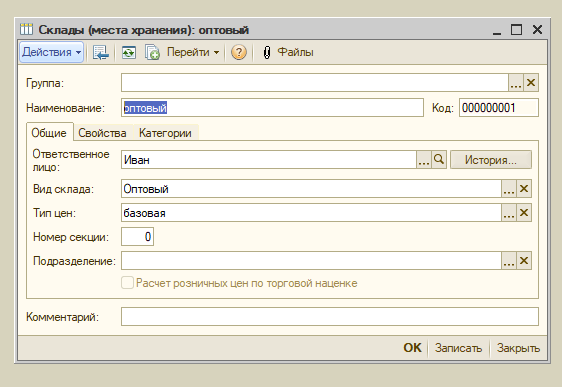 Склады (места хранения): оптовый
Действия Перейти ? Файлы
Группа: ...
Наименование: оптовый Код: 000000001
Общие Свойства Категории
Ответственное лицо: Иван ... История...
Вид склада: Оптовый ...
Тип цен: базовая ...
Номер секции: 0
Подразделение: ...
Расчет розничных цен по торговой наценке
Комментарий:
OK Записать Закрыть